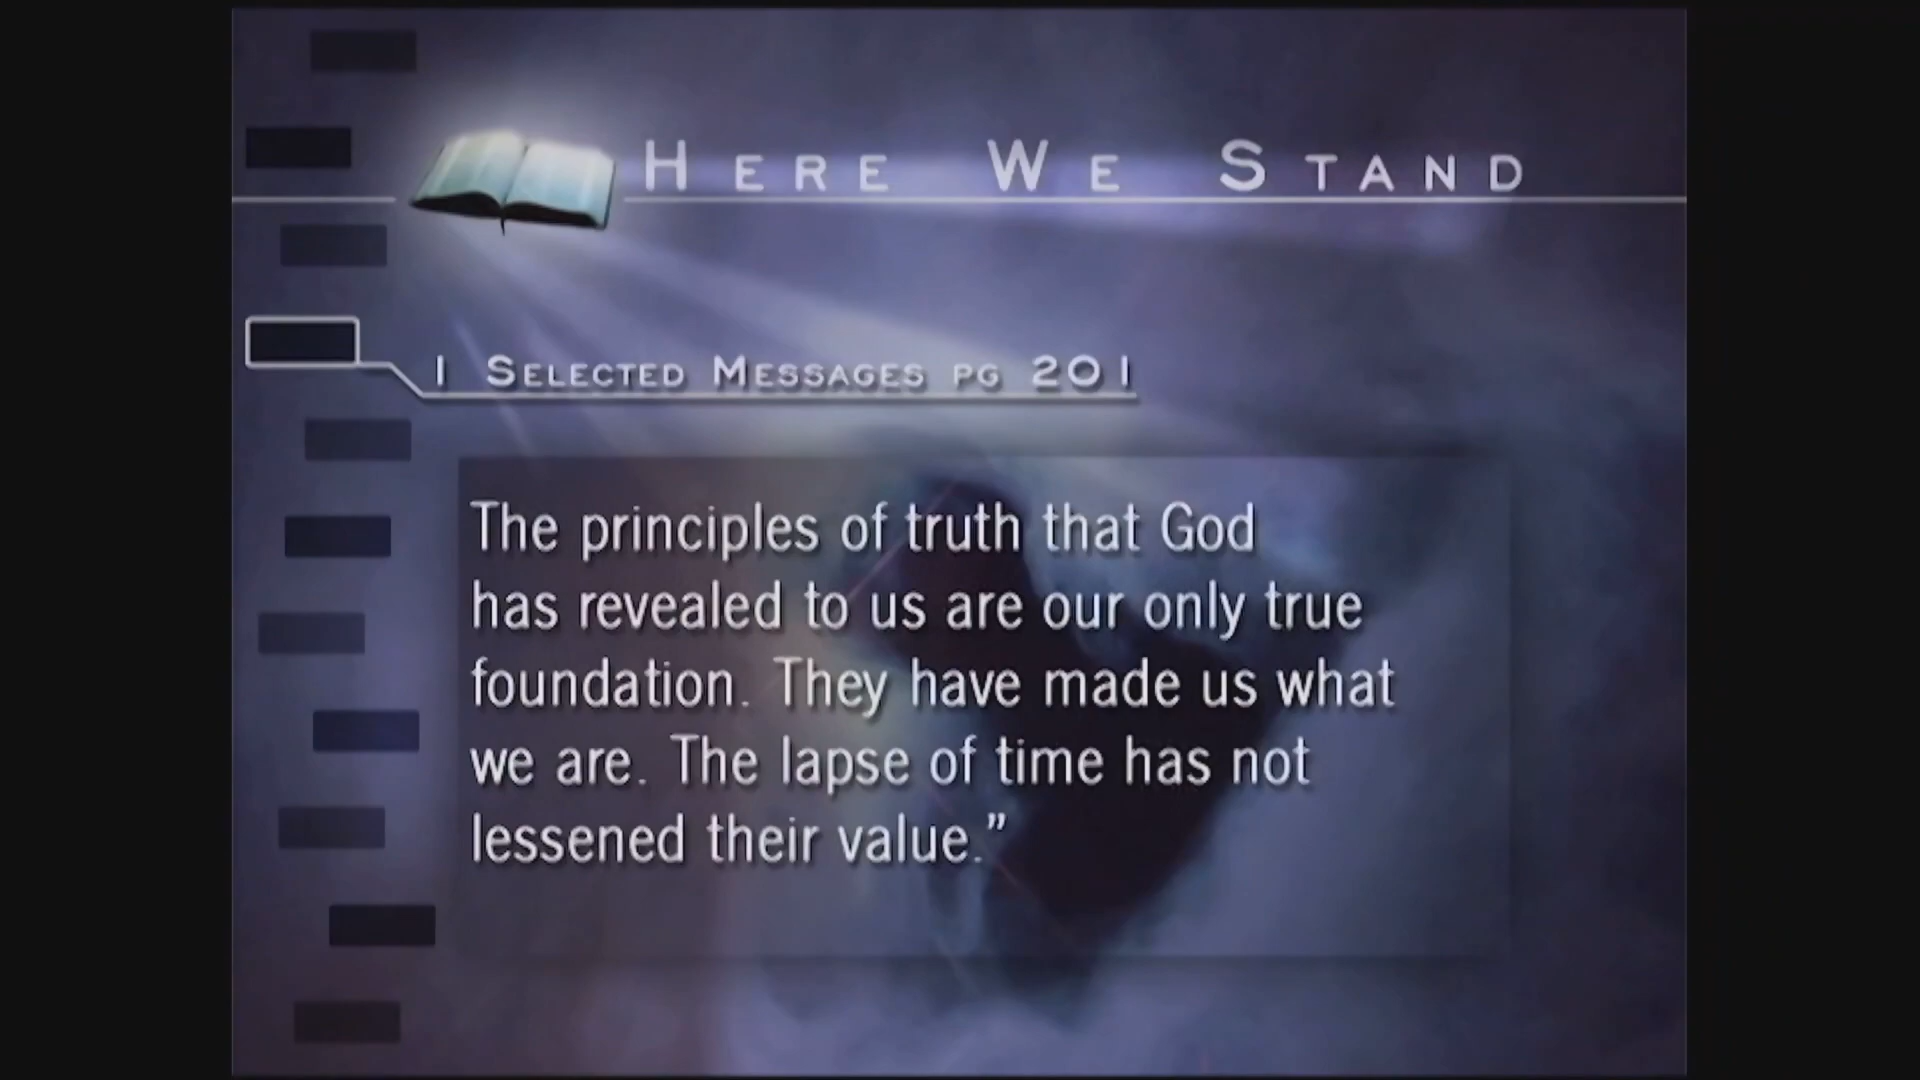 Here We Stand
1 Selected Messages pg 201
The principles of truth that God
has revealed to us are our only true
foundation. They have made us what
we are. The lapse of time has not
lessened their value.”